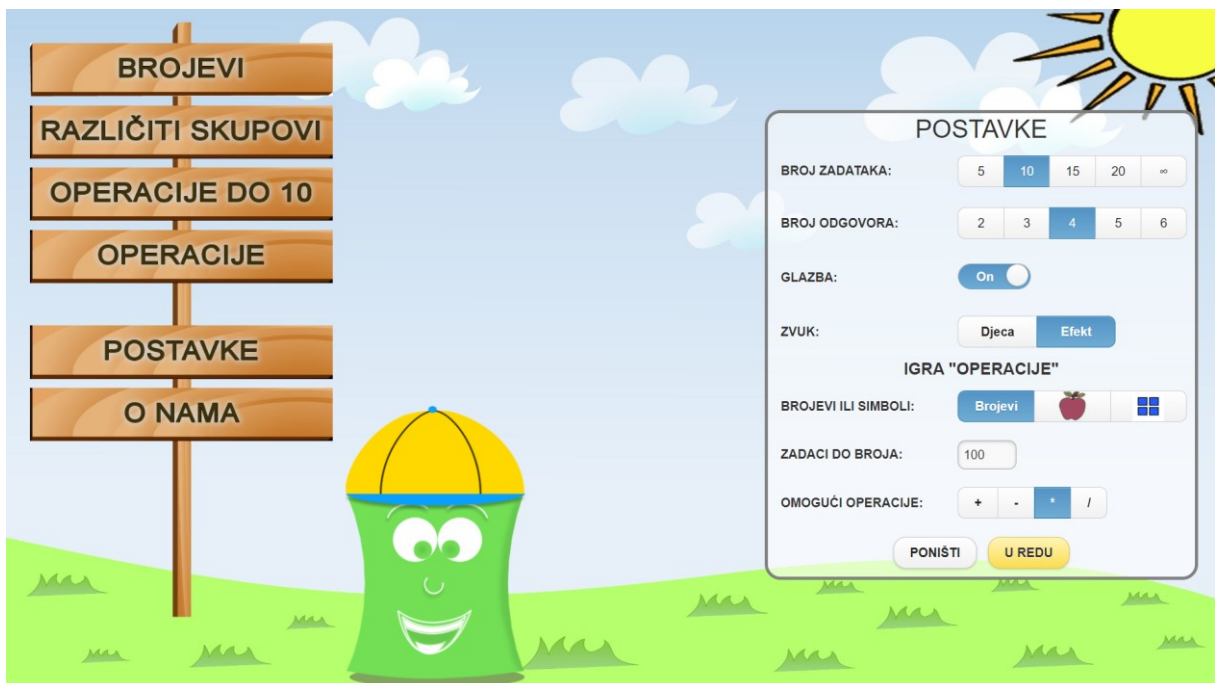 BROJEVI
RAZLIČITI SKUPOVI
OPERACIJE DO 10
OPERACIJE
POSTAVKE
O NAMA
POSTAVKE
BROJ ZADATAKA: 5 10 15 20 ∞
BROJ ODGOVORA: 2 3 4 5 6
GLAZBA: On
ZVUK: Djeca Efekt
IGRA "OPERACIJE"
BROJEVI ILI SIMBOLI: Brojevi
ZADACI DO BROJA: 100
OMOGUĆI OPERACIJE: + - * /
PONIŠTI U REDU